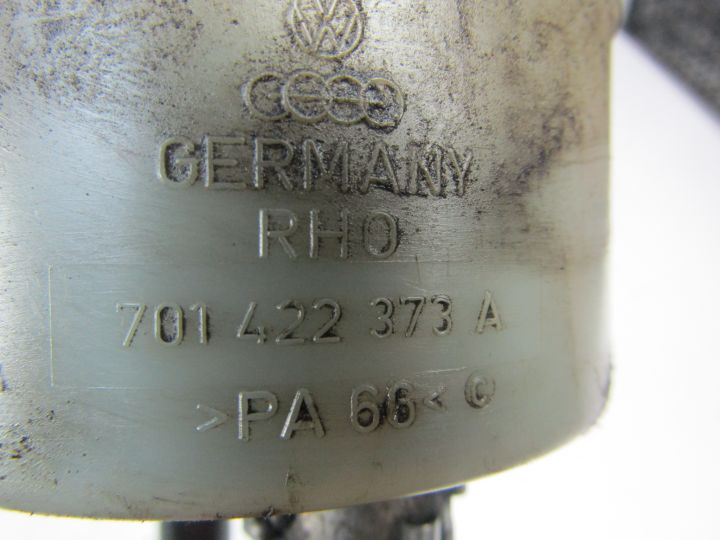 GERMANY
RHO
701 422 373 A
>PA 66< ©